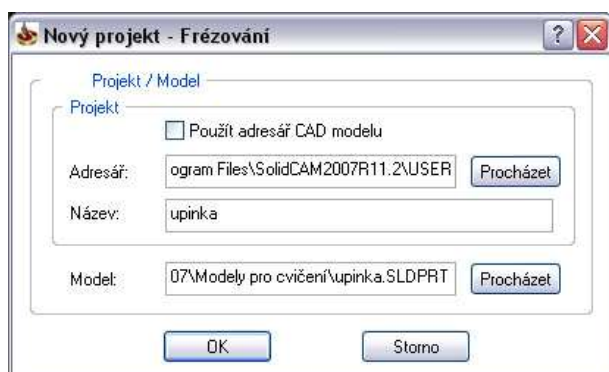 Nový projekt - Frézování
Projekt / Model
Projekt
Použít adresář CAD modelu
Adresář: ogram Files\SolidCAM2007R11.2\USER Procházet
Název: upinka
Model: 07\Modely pro cvičení\upinka.SLDPRT Procházet
OK Storno